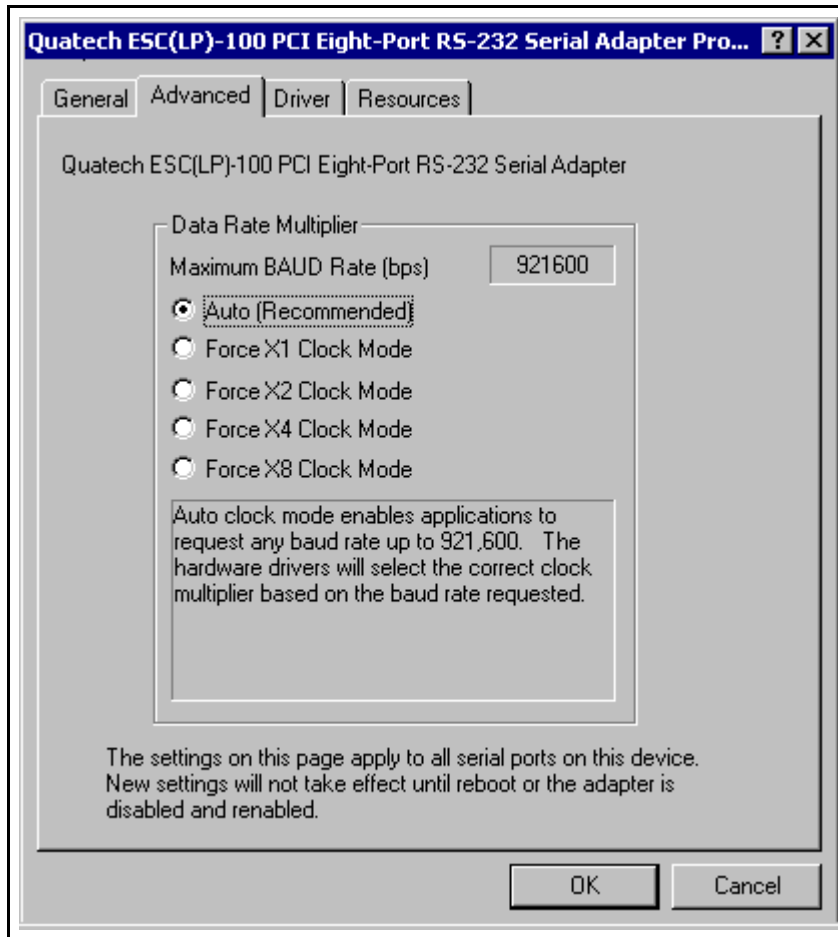 Quatech ESC(LP)-100 PCI Eight-Port RS-232 Serial Adapter Pro... ? X
General Advanced Driver Resources
Quatech ESC(LP)-100 PCI Eight-Port RS-232 Serial Adapter
Data Rate Multiplier
Maximum BAUD Rate (bps) 921600
Auto (Recommended)
Force X1 Clock Mode
Force X2 Clock Mode
Force X4 Clock Mode
Force X8 Clock Mode
Auto clock mode enables applications to
request any baud rate up to 921,600. The
hardware drivers will select the correct clock
multiplier based on the baud rate requested.
The settings on this page apply to all serial ports on this device.
New settings will not take effect until reboot or the adapter is
disabled and renabled.
OK Cancel